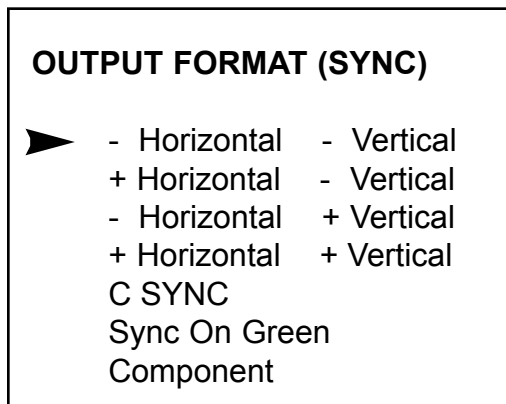 OUTPUT FORMAT (SYNC)
- Horizontal - Vertical
+ Horizontal - Vertical
- Horizontal + Vertical
+ Horizontal + Vertical
C SYNC
Sync On Green
Component